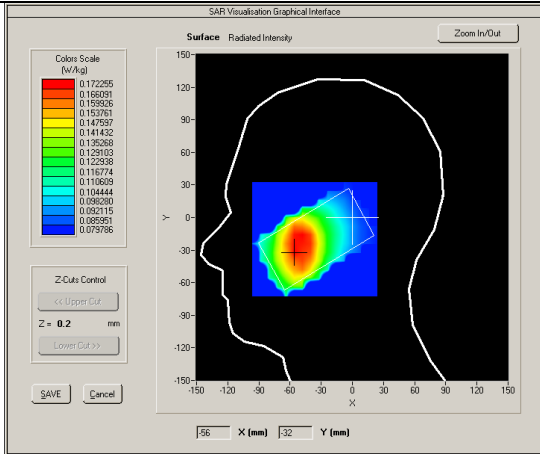 SAR Visualisation Graphical Interface
Surface Radiated Intensity
Zoom In/Out
Colors Scale
(W/kg)
0.172255
0.166091
0.159926
0.153761
0.147597
0.141432
0.135268
0.129103
0.122938
0.116774
0.110609
0.104444
0.098280
0.092115
0.085951
0.079786
Z-Cuts Control
<< Upper Cut
Z = 0.2 mm
Lower Cut >>
SAVE Cancel
150
120
90
60
30
0
-30
-60
-90
-120
-150
Y
-150 -120 -90 -60 -30 0 30 60 90 120 150
X
-56 X (mm) -32 Y (mm)